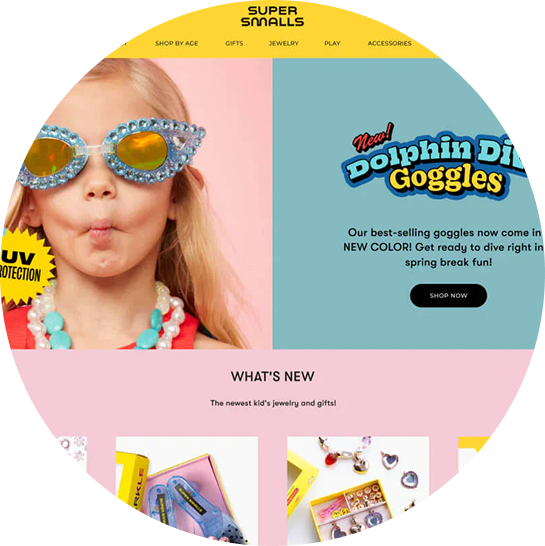 SUPER
SMALLS
SHOP BY AGE
GIFTS
JEWELRY
PLAY
ACCESSORIES
New!
Dolphin Di
Goggles
UV
Our best-selling goggles now come in
NEW COLOR! Get ready to dive right in
spring break fun!
SHOP NOW
WHAT'S NEW
The newest kid's jewelry and gifts!